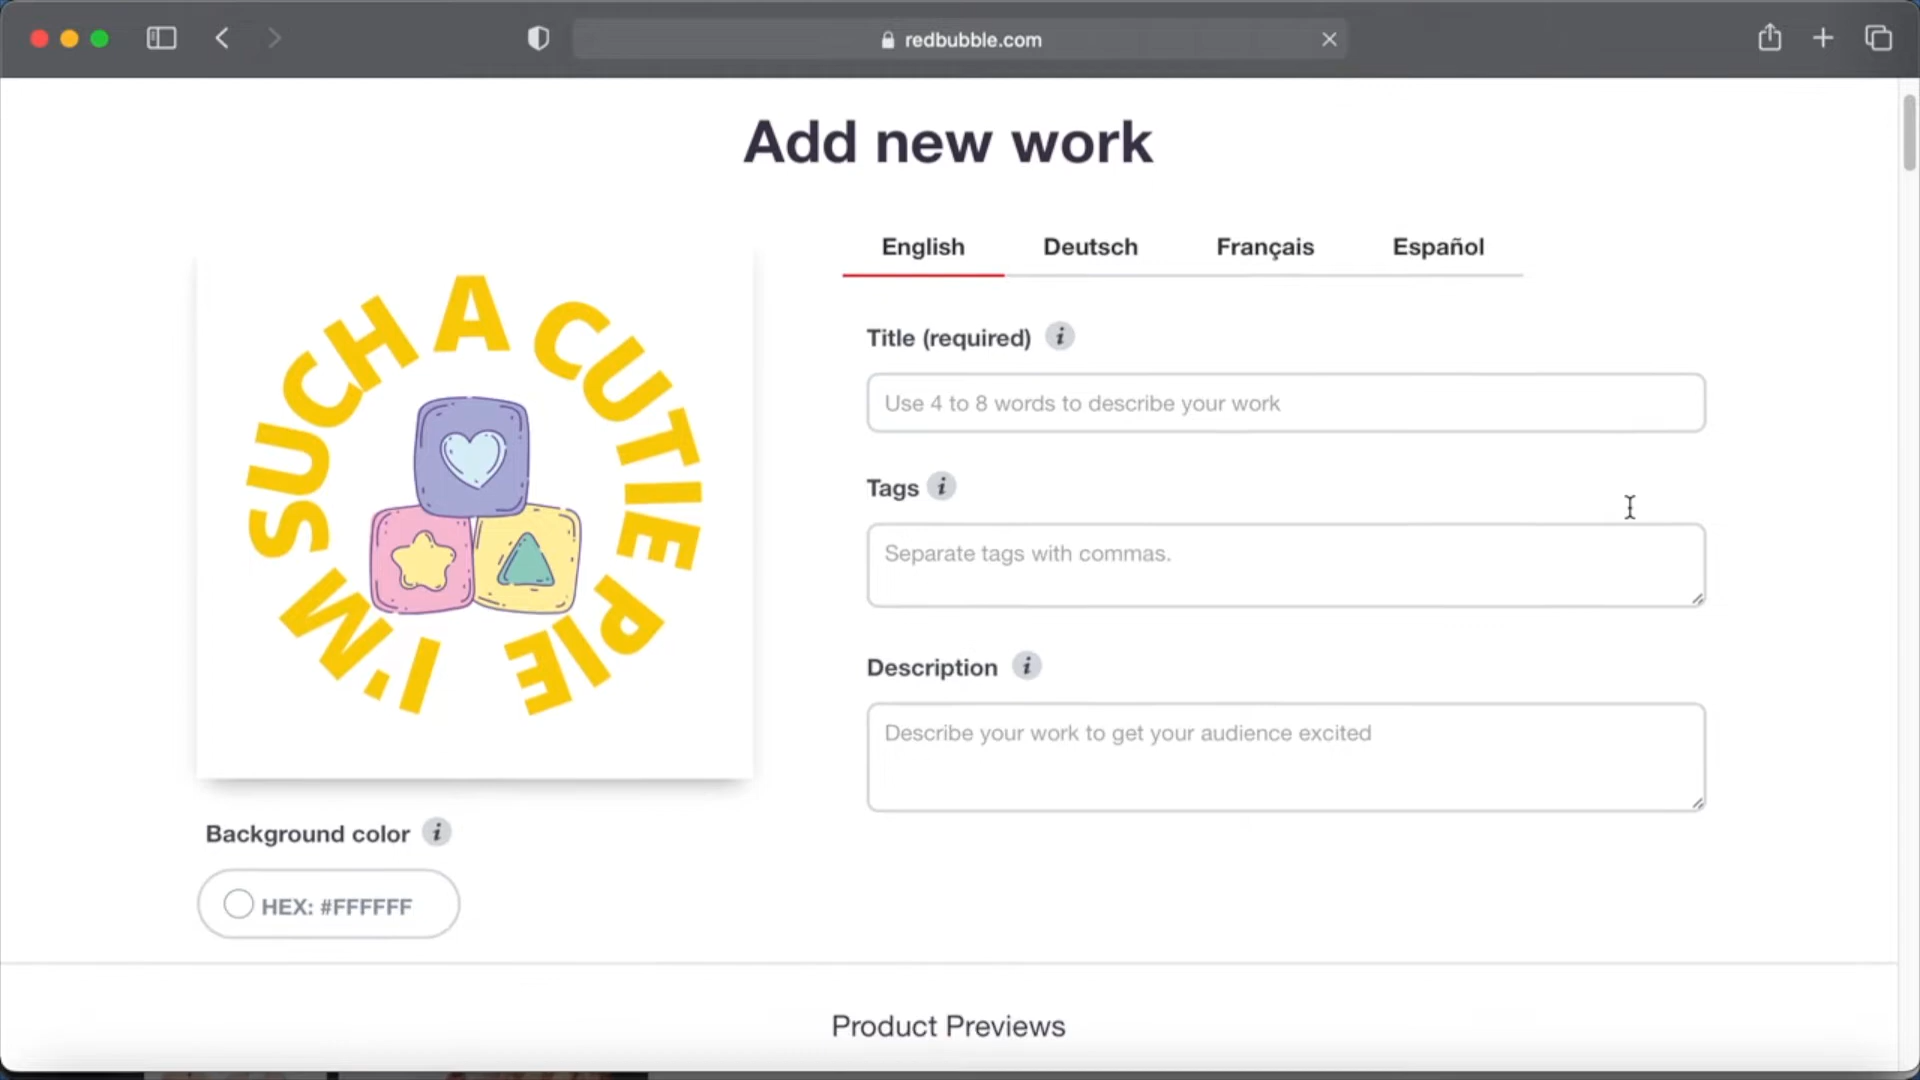 redbubble.com
Add new work
I'M SUCH A CUTIE PIE
English Deutsch Français Español
Title (required) i
Use 4 to 8 words to describe your work
Tags i
Separate tags with commas.
Description i
Describe your work to get your audience excited
Background color i
HEX: #FFFFFF
Product Previews